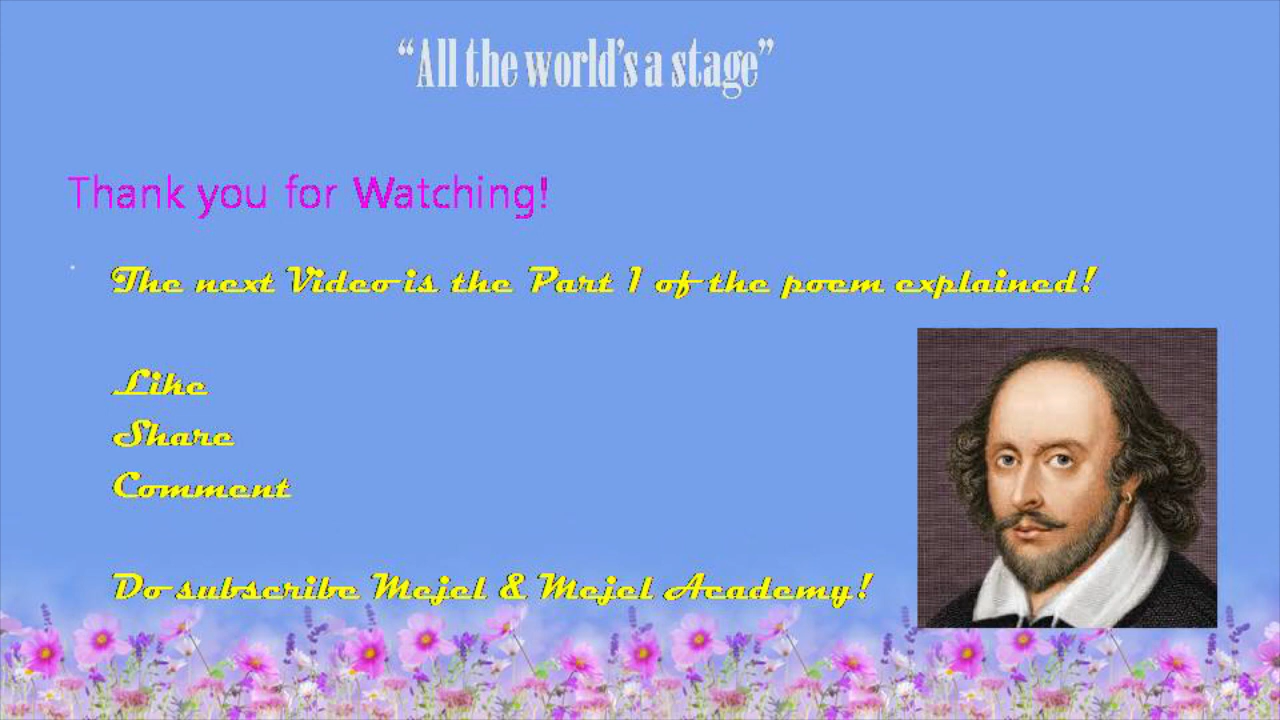 “All the world’s a stage”
Thank you for Watching!
The next Video is the Part 1 of the poem explained!
Like
Share
Comment
Do subscribe Mejel & Mejel Academy!